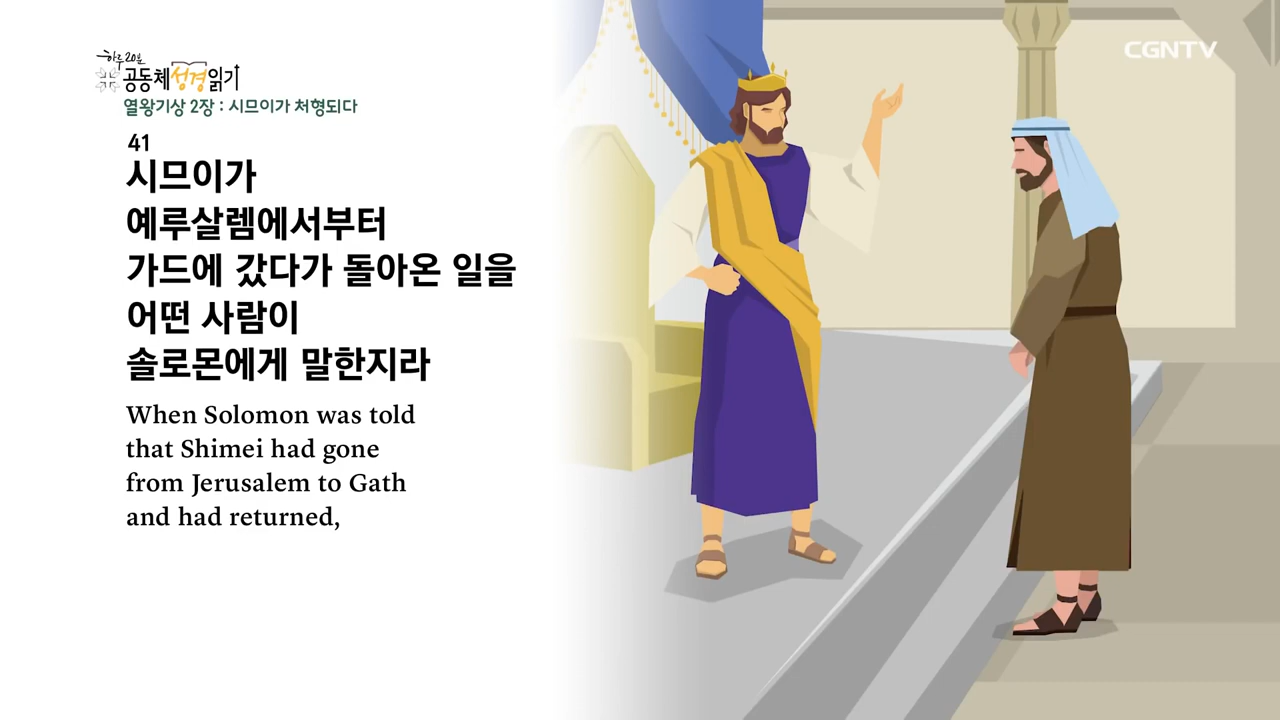 하루 20분
공동체성경읽기
CGNTV
열왕기상 2장 : 시므이가 처형되다
41
시므이가
예루살렘에서부터
가드에 갔다가 돌아온 일을
어떤 사람이
솔로몬에게 말한지라
When Solomon was told
that Shimei had gone
from Jerusalem to Gath
and had returned,